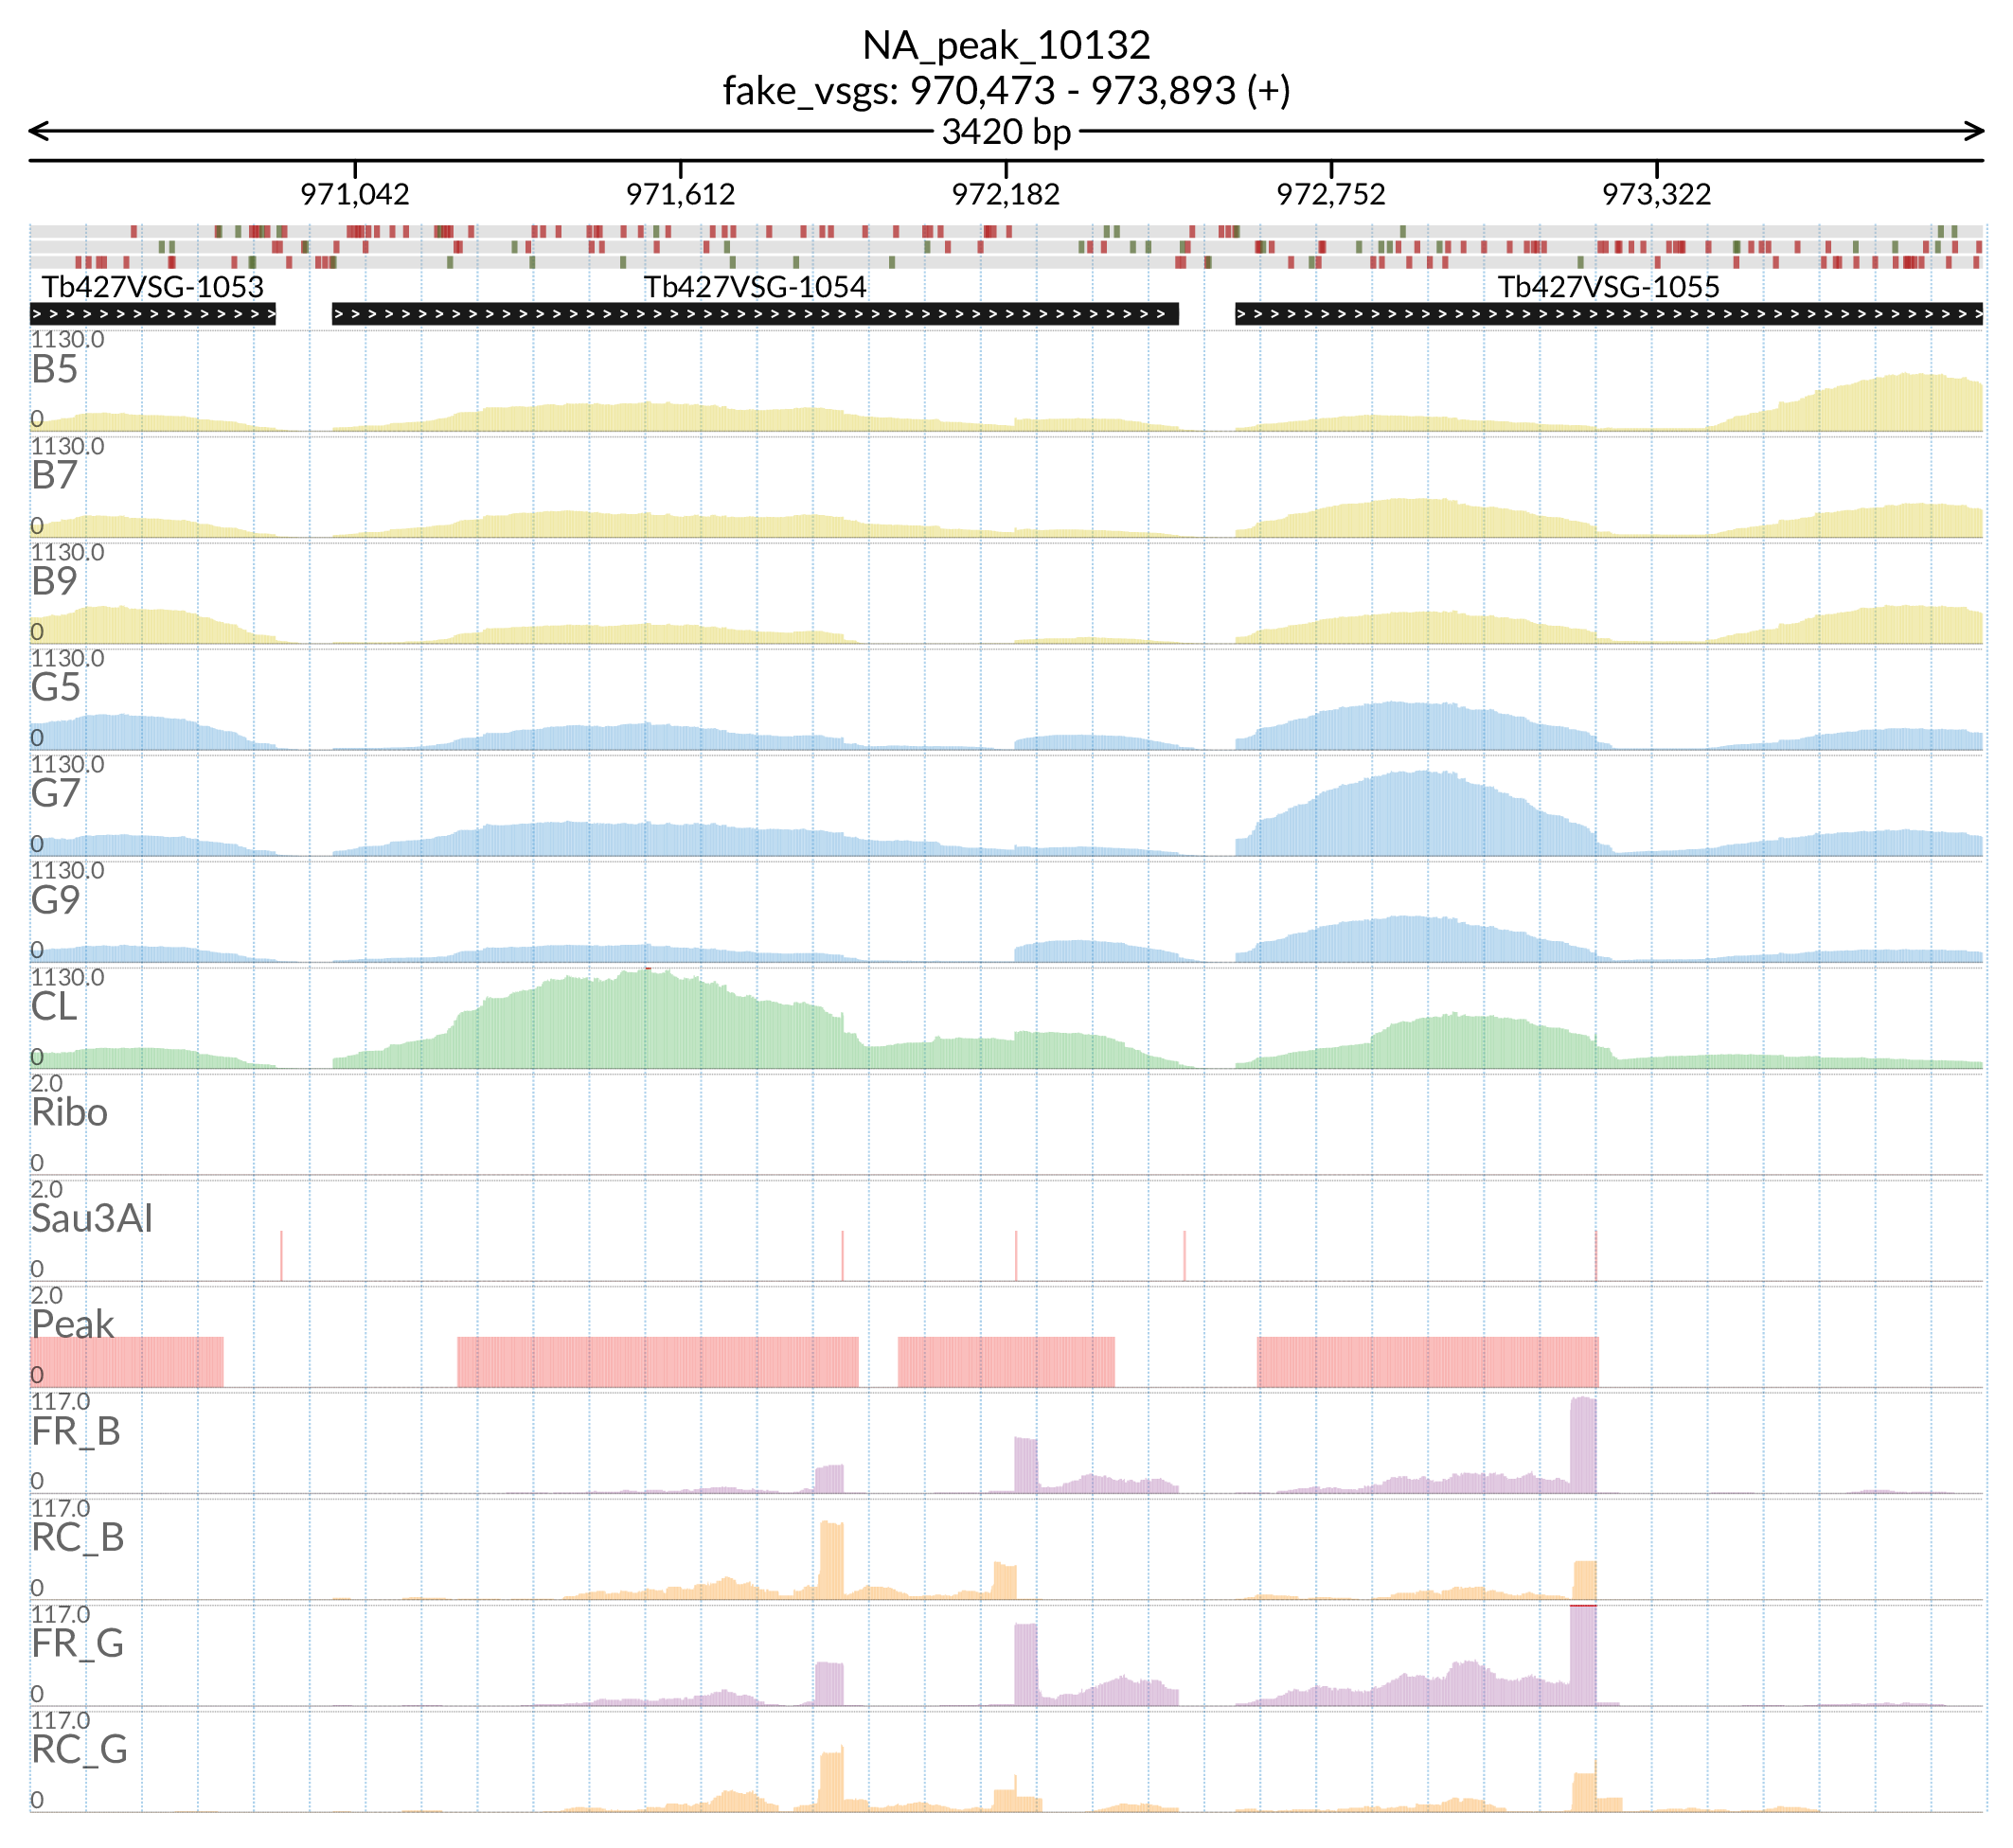 NA_peak_10132
fake_vsgs: 970,473 - 973,893 (+)
3420 bp
971,042 971,612 972,182 972,752 973,322
Tb427VSG-1053 Tb427VSG-1054 Tb427VSG-1055
1130.0
B5
0
1130.0
B7
0
1130.0
B9
0
1130.0
G5
0
1130.0
G7
0
1130.0
G9
0
1130.0
CL
0
2.0
Ribo
0
2.0
Sau3AI
0
2.0
Peak
0
117.0
FR_B
0
117.0
RC_B
0
117.0
FR_G
0
117.0
RC_G
0